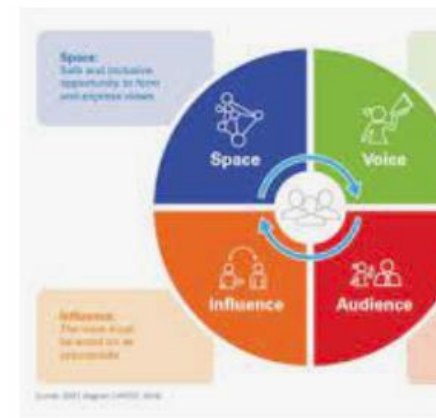 Space:
Safe and inclusive
opportunity to form
and express views
Space
Voice
Influence
Audience
Influence:
The view must
be acted on as
appropriate